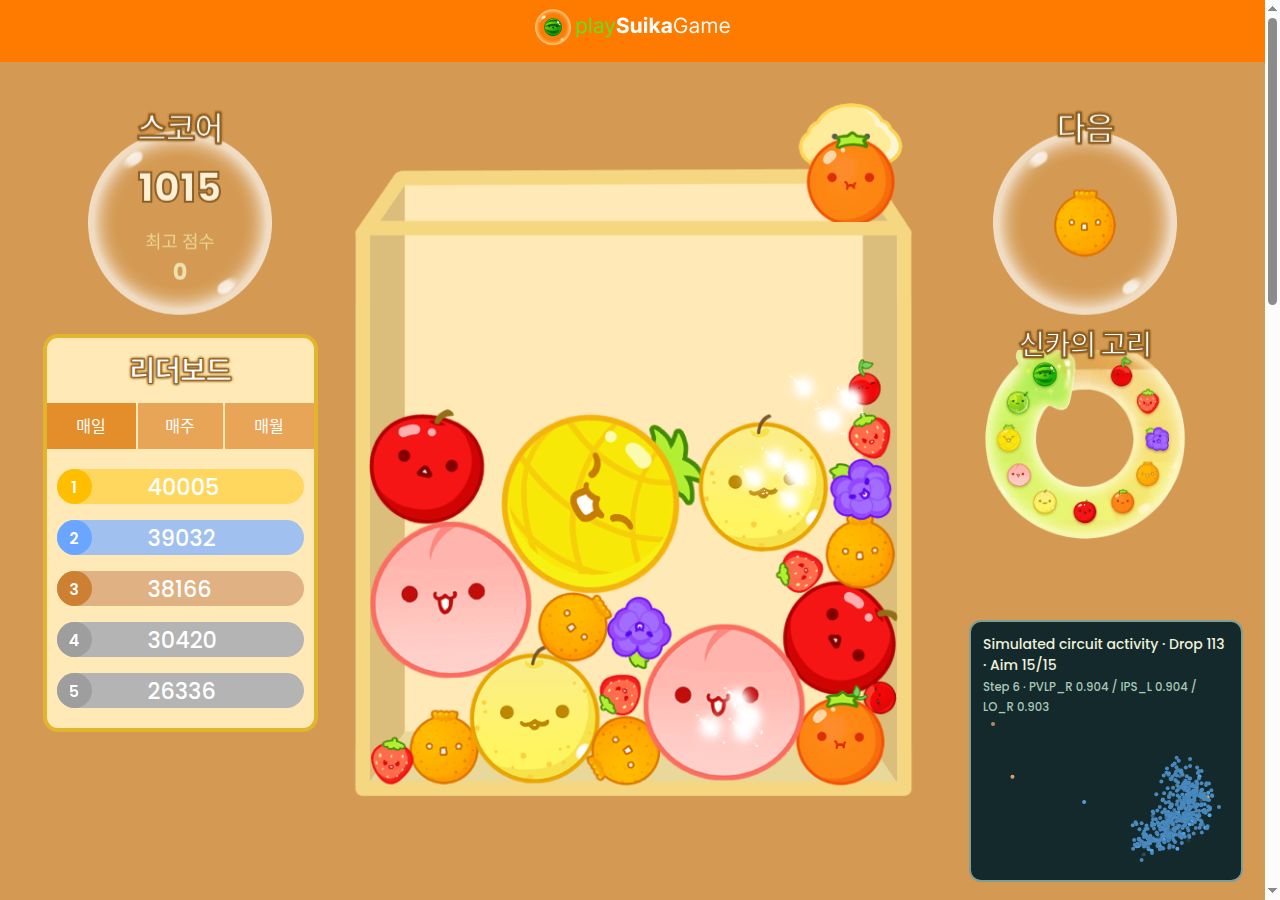 playSuikaGame
스코어
1015
최고 점수
0
리더보드
매일
매주
매월
1 40005
2 39032
3 38166
4 30420
5 26336
다음
신카의 고리
Simulated circuit activity · Drop 113
· Aim 15/15
Step 6 · PVLP_R 0.904 / IPS_L 0.904 /
LO_R 0.903